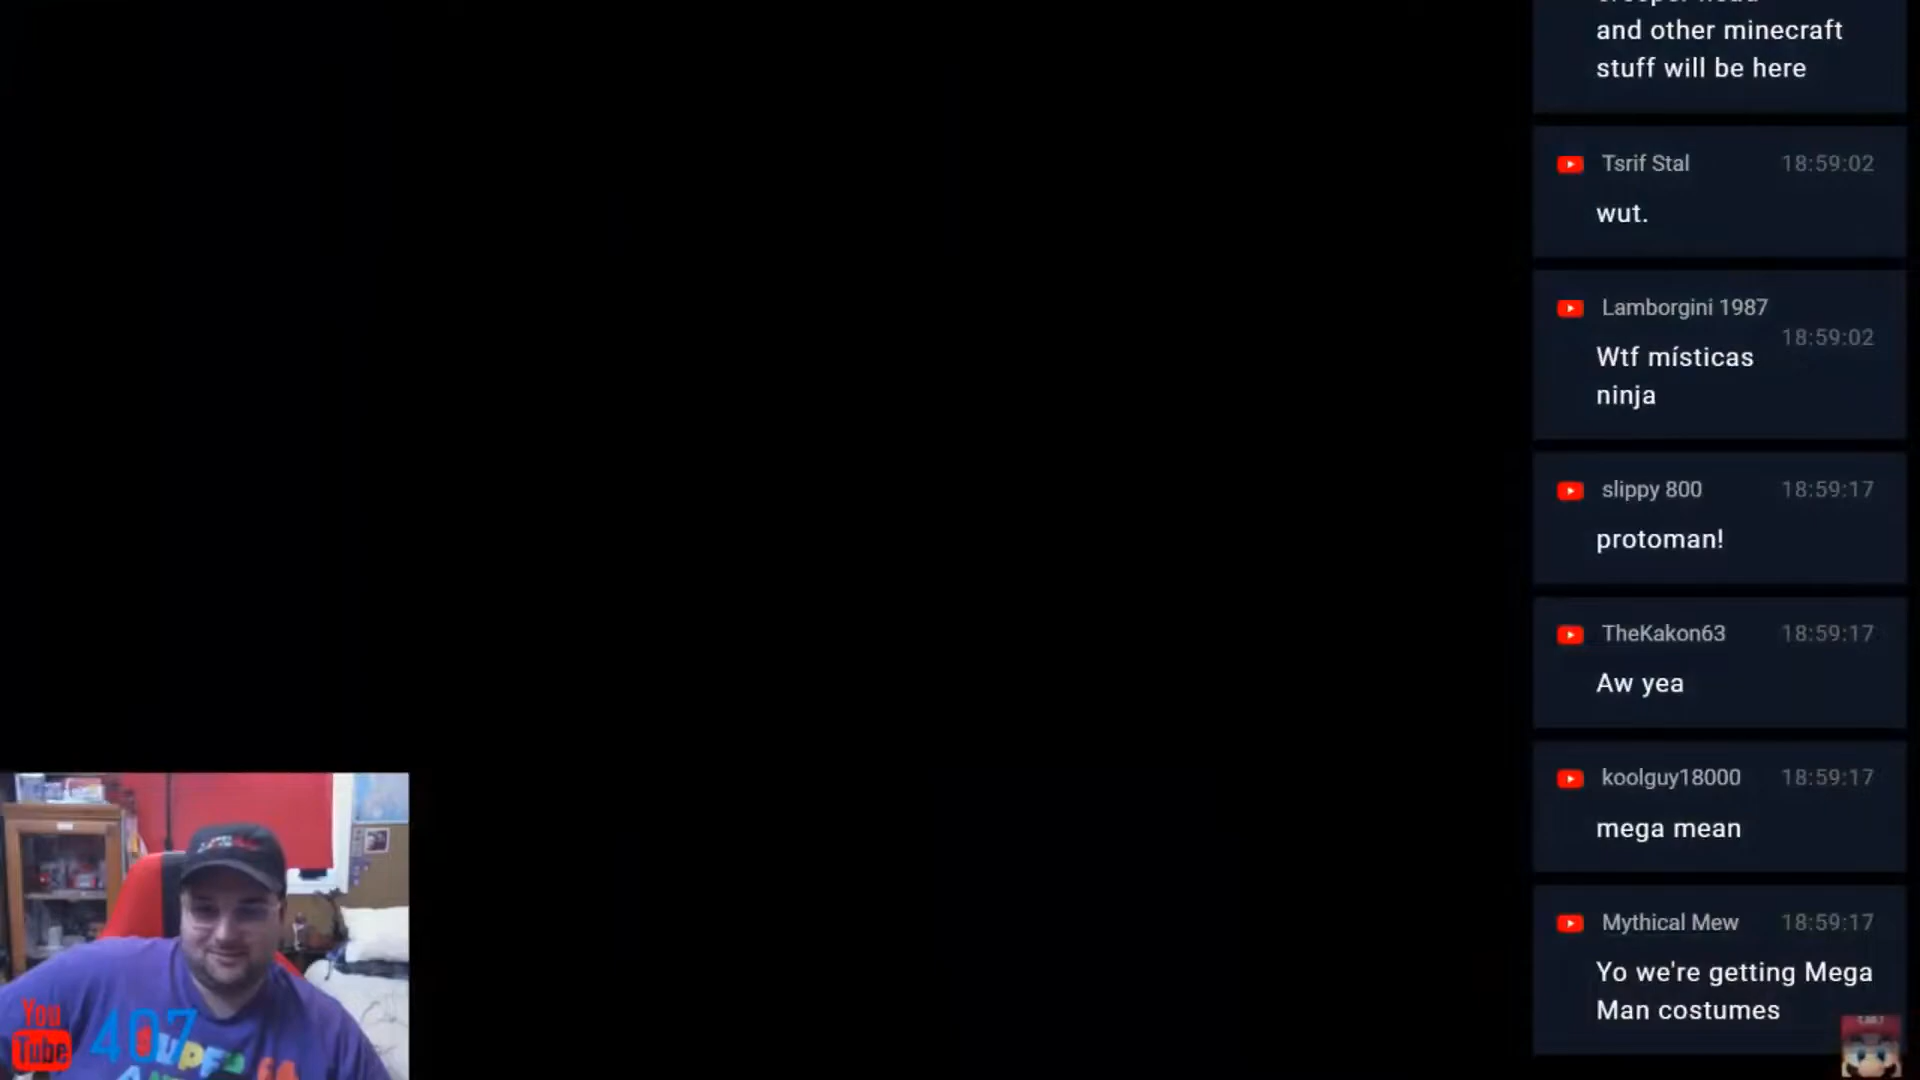 and other minecraft
stuff will be here
Tsrif Stal 18:59:02
wut.
Lamborgini 1987
18:59:02
Wtf místicas
ninja
slippy 800 18:59:17
protoman!
TheKakon63 18:59:17
Aw yea
koolguy18000 18:59:17
mega mean
Mythical Mew 18:59:17
Yo we're getting Mega
Man costumes
You
Tube
407